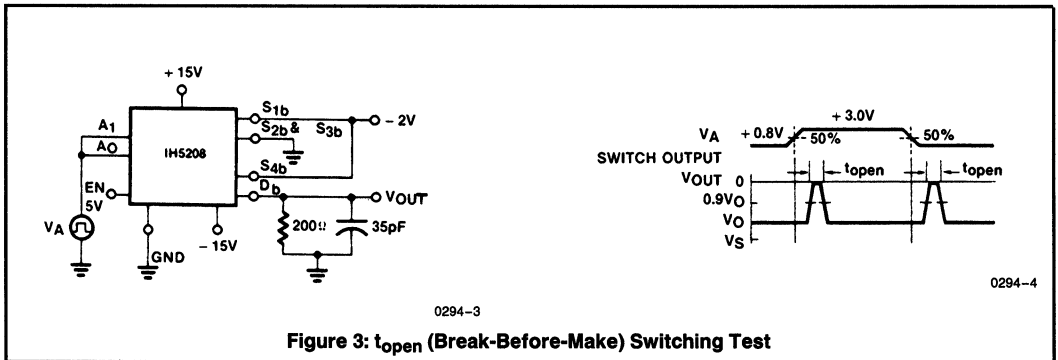 + 15V
A1
A0
EN
5V
VA
IH5208
S1b
S2b &
S3b
S4b
Db
- 2V
VOUT
200Ω
35pF
GND
- 15V
0294-3
VA
+ 0.8V
+ 3.0V
50%
50%
SWITCH OUTPUT
VOUT
0
0.9VO
VO
VS
topen
topen
0294-4
Figure 3: topen (Break-Before-Make) Switching Test